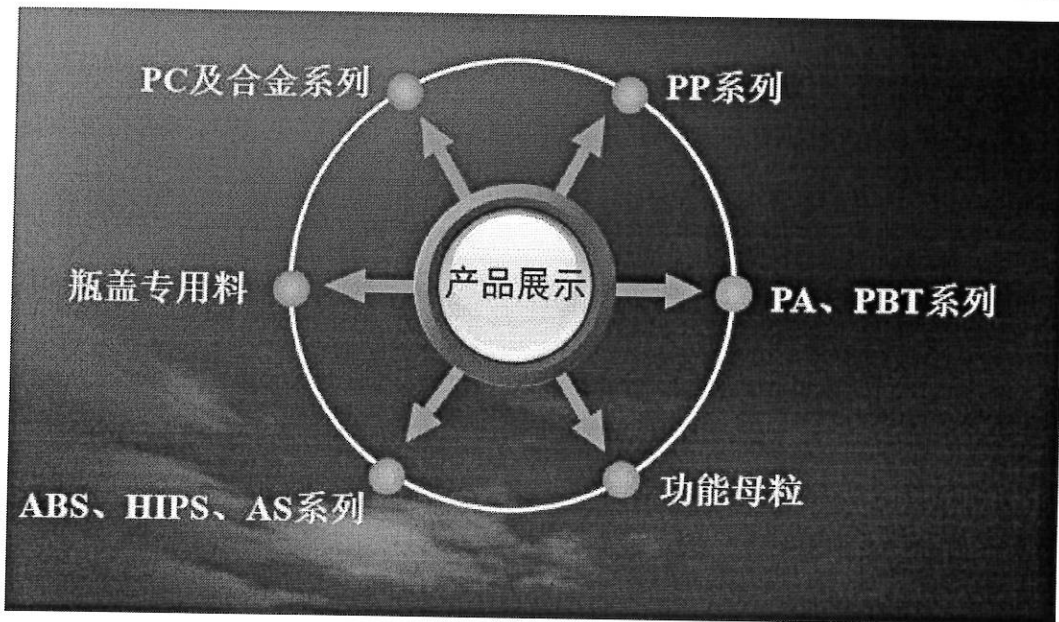 PC及合金系列
PP系列
瓶盖专用料
产品展示
PA、PBT系列
ABS、HIPS、AS系列
功能母粒